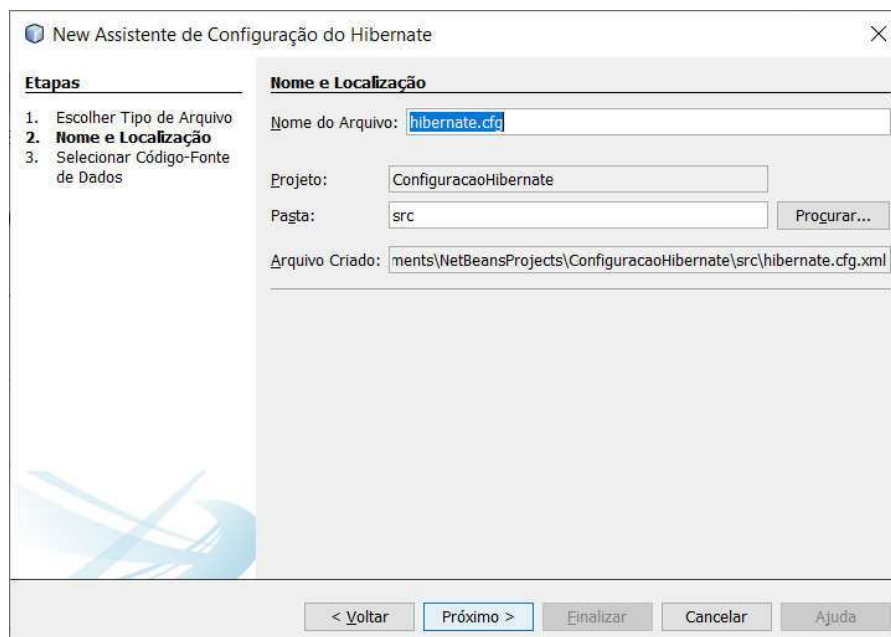 New Assistente de Configuração do Hibernate
Etapas
1. Escolher Tipo de Arquivo
2. Nome e Localização
3. Selecionar Código-Fonte
de Dados
Nome e Localização
Nome do Arquivo: hibernate.cfg
Projeto: ConfiguracaoHibernate
Pasta: src Procurar...
Arquivo Criado: ments\NetBeansProjects\ConfiguracaoHibernate\src\hibernate.cfg.xml
< Voltar Próximo > Finalizar Cancelar Ajuda